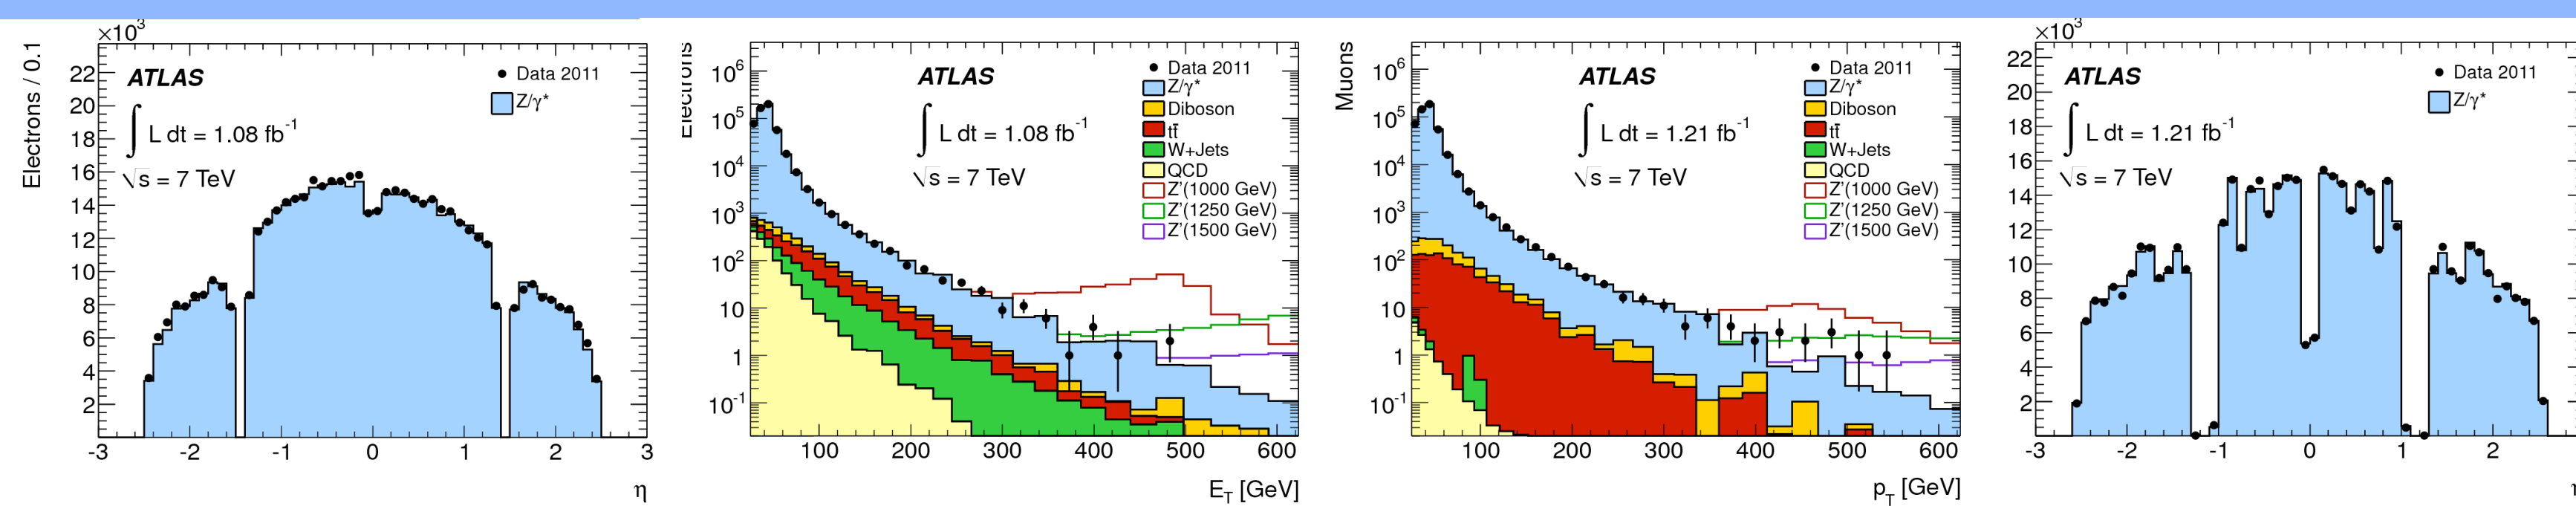 ×10³
Electrons / 0.1
ATLAS
∫ L dt = 1.08 fb⁻¹
√s = 7 TeV
Data 2011
Z/γ*
22
20
18
16
14
12
10
8
6
4
2
-3 -2 -1 0 1 2 3
η
Electrons
ATLAS
∫ L dt = 1.08 fb⁻¹
√s = 7 TeV
Data 2011
Z/γ*
Diboson
tt̄
W+Jets
QCD
Z'(1000 GeV)
Z'(1250 GeV)
Z'(1500 GeV)
10⁶
10⁵
10⁴
10³
10²
10
1
10⁻¹
100 200 300 400 500 600
E_T [GeV]
Muons
ATLAS
∫ L dt = 1.21 fb⁻¹
√s = 7 TeV
Data 2011
Z/γ*
Diboson
tt̄
W+Jets
QCD
Z'(1000 GeV)
Z'(1250 GeV)
Z'(1500 GeV)
10⁶
10⁵
10⁴
10³
10²
10
1
10⁻¹
100 200 300 400 500 600
p_T [GeV]
×10³
ATLAS
∫ L dt = 1.21 fb⁻¹
√s = 7 TeV
Data 2011
Z/γ*
22
20
18
16
14
12
10
8
6
4
2
-3 -2 -1 0 1 2